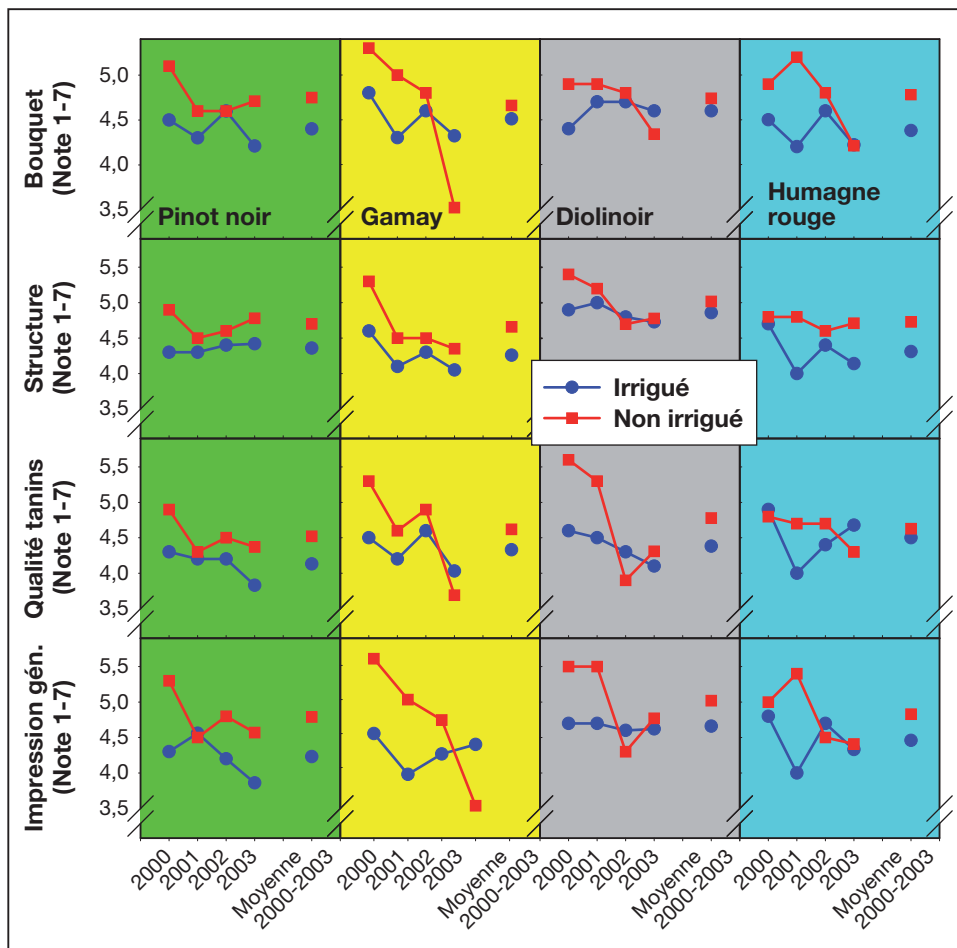 Bouquet
(Note 1-7)
5,0
4,5
4,0
3,5
Pinot noir
Gamay
Diolinoir
Humagne
rouge
Structure
(Note 1-7)
5,5
5,0
4,5
4,0
3,5
Irrigué
Non irrigué
Qualité tanins
(Note 1-7)
5,5
5,0
4,5
4,0
3,5
Impression gén.
(Note 1-7)
5,5
5,0
4,5
4,0
3,5
2000
2001
2002
2003
Moyenne
2000-2003
2000
2001
2002
2003
Moyenne
2000-2003
2000
2001
2002
2003
Moyenne
2000-2003
2000
2001
2002
2003
Moyenne
2000-2003